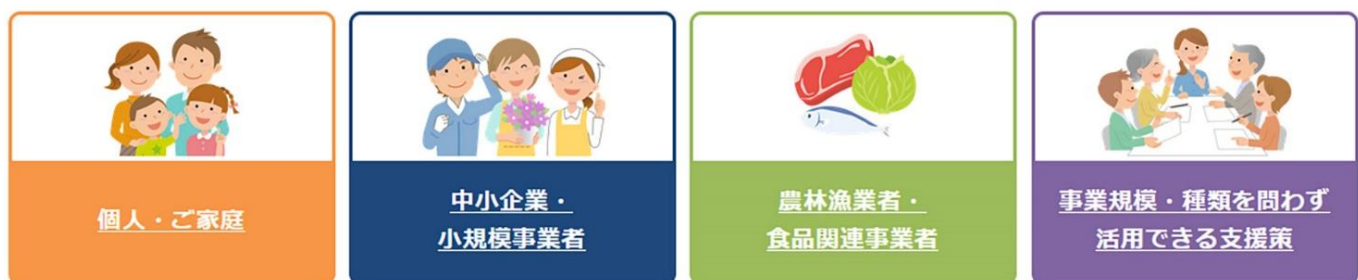 個人・ご家庭
中小企業・
小規模事業者
農林漁業者・
食品関連事業者
事業規模・種類を問わず
活用できる支援策